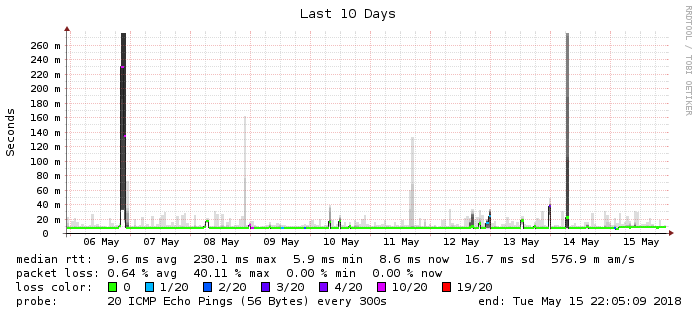 Last 10 Days
RRDTOOL / TOBI OETIKER
Seconds
260 m
240 m
220 m
200 m
180 m
160 m
140 m
120 m
100 m
80 m
60 m
40 m
20 m
0
06 May 07 May 08 May 09 May 10 May 11 May 12 May 13 May 14 May 15 May
median rtt: 9.6 ms avg 230.1 ms max 5.9 ms min 8.6 ms now 16.7 ms sd 576.9 m am/s
packet loss: 0.64 % avg 40.11 % max 0.00 % min 0.00 % now
loss color: 0 1/20 2/20 3/20 4/20 10/20 19/20
probe: 20 ICMP Echo Pings (56 Bytes) every 300s end: Tue May 15 22:05:09 2018